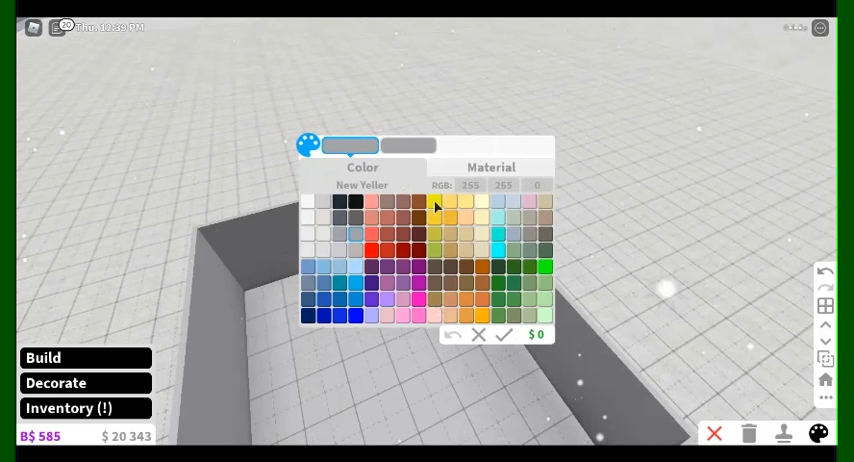 20
Thu. 12:39 PM
Color
Material
New Yeller
RGB: 255 255 0
$ 0
Build
Decorate
Inventory (!)
B$ 585
$ 20 343